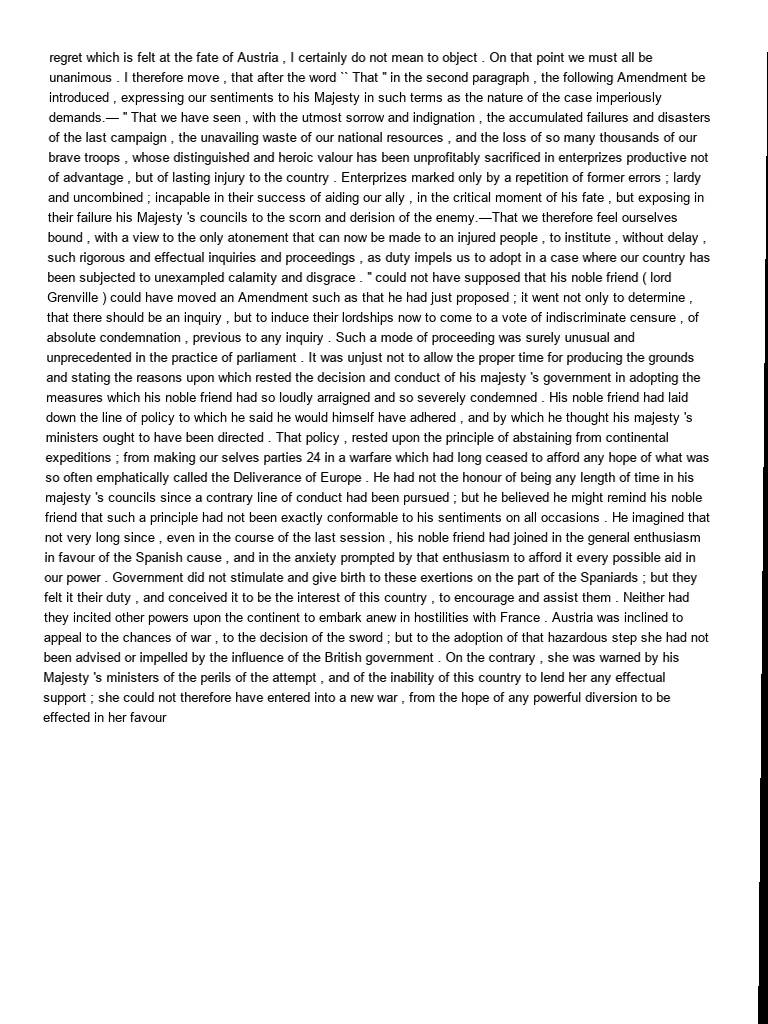 regret which is felt at the fate of Austria , I certainly do not mean to object . On that point we must all be
unanimous . I therefore move , that after the word `` That '' in the second paragraph , the following Amendment be
introduced , expressing our sentiments to his Majesty in such terms as the nature of the case imperiously
demands.— '' That we have seen , with the utmost sorrow and indignation , the accumulated failures and disasters
of the last campaign , the unavailing waste of our national resources , and the loss of so many thousands of our
brave troops , whose distinguished and heroic valour has been unprofitably sacrificed in enterprizes productive not
of advantage , but of lasting injury to the country . Enterprizes marked only by a repetition of former errors ; lardy
and uncombined ; incapable in their success of aiding our ally , in the critical moment of his fate , but exposing in
their failure his Majesty 's councils to the scorn and derision of the enemy.—That we therefore feel ourselves
bound , with a view to the only atonement that can now be made to an injured people , to institute , without delay ,
such rigorous and effectual inquiries and proceedings , as duty impels us to adopt in a case where our country has
been subjected to unexampled calamity and disgrace . '' could not have supposed that his noble friend ( lord
Grenville ) could have moved an Amendment such as that he had just proposed ; it went not only to determine ,
that there should be an inquiry , but to induce their lordships now to come to a vote of indiscriminate censure , of
absolute condemnation , previous to any inquiry . Such a mode of proceeding was surely unusual and
unprecedented in the practice of parliament . It was unjust not to allow the proper time for producing the grounds
and stating the reasons upon which rested the decision and conduct of his majesty 's government in adopting the
measures which his noble friend had so loudly arraigned and so severely condemned . His noble friend had laid
down the line of policy to which he said he would himself have adhered , and by which he thought his majesty 's
ministers ought to have been directed . That policy , rested upon the principle of abstaining from continental
expeditions ; from making our selves parties 24 in a warfare which had long ceased to afford any hope of what was
so often emphatically called the Deliverance of Europe . He had not the honour of being any length of time in his
majesty 's councils since a contrary line of conduct had been pursued ; but he believed he might remind his noble
friend that such a principle had not been exactly conformable to his sentiments on all occasions . He imagined that
not very long since , even in the course of the last session , his noble friend had joined in the general enthusiasm
in favour of the Spanish cause , and in the anxiety prompted by that enthusiasm to afford it every possible aid in
our power . Government did not stimulate and give birth to these exertions on the part of the Spaniards ; but they
felt it their duty , and conceived it to be the interest of this country , to encourage and assist them . Neither had
they incited other powers upon the continent to embark anew in hostilities with France . Austria was inclined to
appeal to the chances of war , to the decision of the sword ; but to the adoption of that hazardous step she had not
been advised or impelled by the influence of the British government . On the contrary , she was warned by his
Majesty 's ministers of the perils of the attempt , and of the inability of this country to lend her any effectual
support ; she could not therefore have entered into a new war , from the hope of any powerful diversion to be
effected in her favour